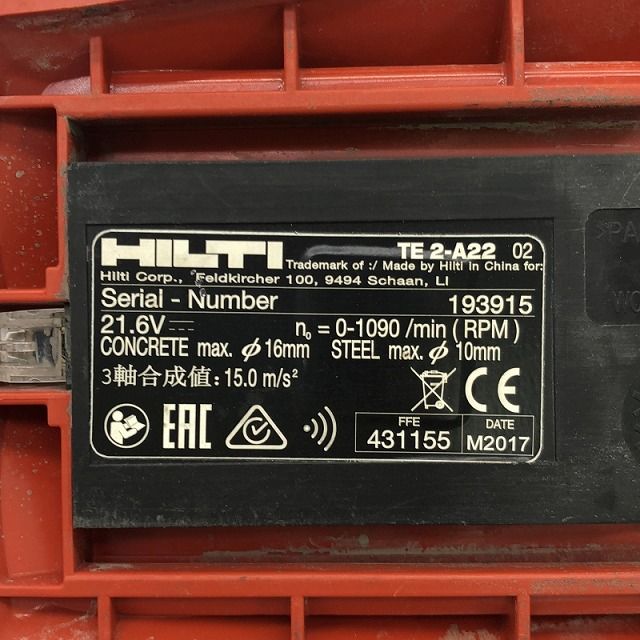 HILTI TE 2-A22 02
Trademark of :/ Made by Hilti in China for:
Hilti Corp., Feldkircher 100, 9494 Schaan, LI
Serial - Number 193915
21.6V n₀ = 0-1090 /min ( RPM )
CONCRETE max. ϕ 16mm STEEL max. ϕ 10mm
3軸合成値: 15.0 m/s²
CE
EAC
FFE 431155
DATE M2017
>PA